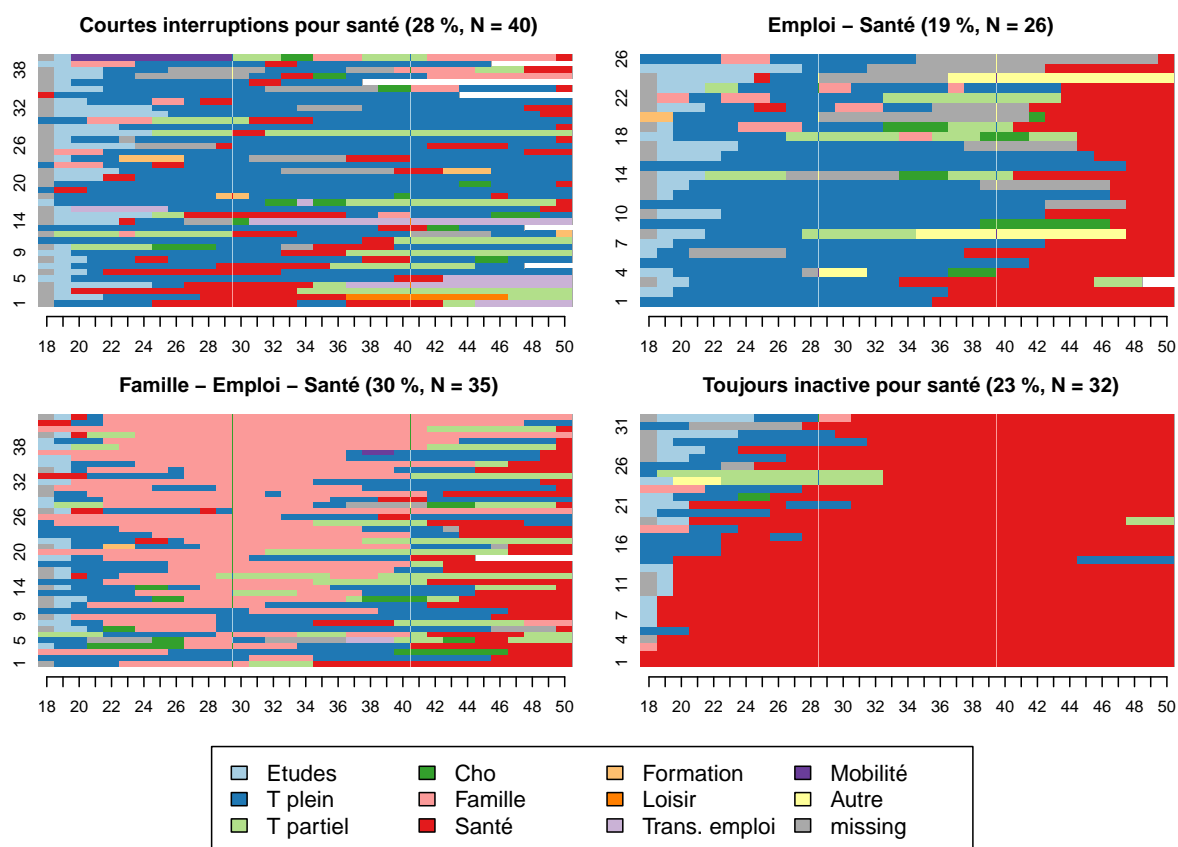 Courtes interruptions pour santé (28 %, N = 40)
38
32
26
20
14
9
5
1
18 20 22 24 26 28 30 32 34 36 38 40 42 44 46 48 50
Emploi – Santé (19 %, N = 26)
26
22
18
14
10
7
4
1
18 20 22 24 26 28 30 32 34 36 38 40 42 44 46 48 50
Famille – Emploi – Santé (30 %, N = 35)
38
32
26
20
14
9
5
1
18 20 22 24 26 28 30 32 34 36 38 40 42 44 46 48 50
Toujours inactive pour santé (23 %, N = 32)
31
26
21
16
11
7
4
1
18 20 22 24 26 28 30 32 34 36 38 40 42 44 46 48 50
Etudes Cho Formation Mobilité
T plein Famille Loisir Autre
T partiel Santé Trans. emploi missing